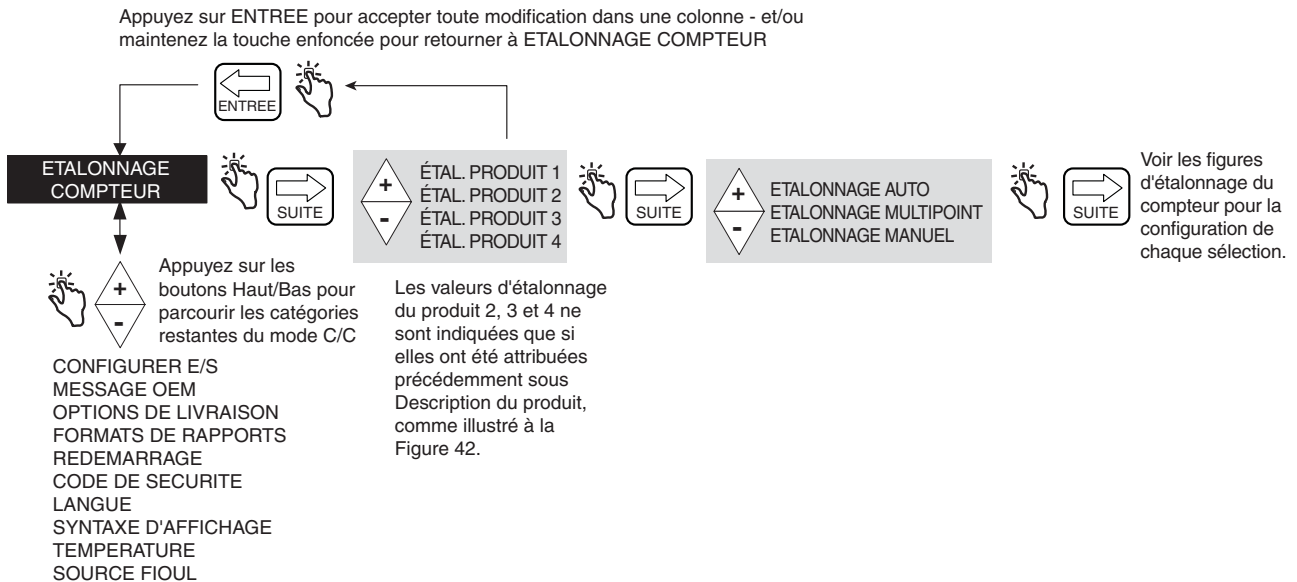 Appuyez sur ENTREE pour accepter toute modification dans une colonne - et/ou
maintenez la touche enfoncée pour retourner à ETALONNAGE COMPTEUR
ENTREE
ETALONNAGE
COMPTEUR
SUITE
+
-
ÉTAL. PRODUIT 1
ÉTAL. PRODUIT 2
ÉTAL. PRODUIT 3
ÉTAL. PRODUIT 4
SUITE
+
-
ETALONNAGE AUTO
ETALONNAGE MULTIPOINT
ETALONNAGE MANUEL
SUITE
Voir les figures
d'étalonnage du
compteur pour la
configuration de
chaque sélection.
+
-
Appuyez sur les
boutons Haut/Bas pour
parcourir les catégories
restantes du mode C/C
CONFIGURER E/S
MESSAGE OEM
OPTIONS DE LIVRAISON
FORMATS DE RAPPORTS
REDEMARRAGE
CODE DE SECURITE
LANGUE
SYNTAXE D'AFFICHAGE
TEMPERATURE
SOURCE FIOUL
Les valeurs d'étalonnage
du produit 2, 3 et 4 ne
sont indiquées que si
elles ont été attribuées
précédemment sous
Description du produit,
comme illustré à la
Figure 42.